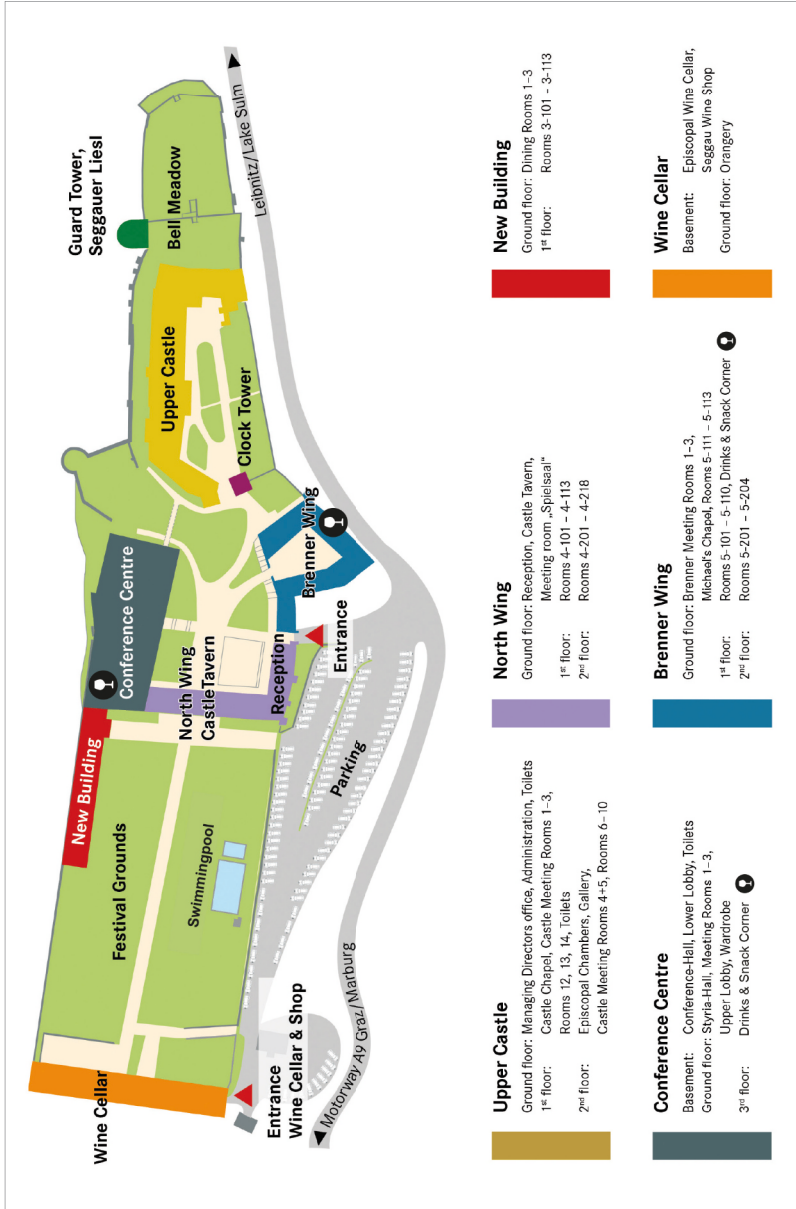 Wine Cellar
Festival Grounds
New Building
Conference Centre
Swimmingpool
North Wing
CastleTavern
Reception
Upper Castle
Guard Tower,
Seggauer Liesl
Bell Meadow
Clock Tower
Brenner Wing
Entrance
Parking
Entrance
Wine Cellar & Shop
Motorway A9 Graz/Marburg
Leibnitz/Lake Sulm
Upper Castle
Ground floor: Managing Directors office, Administration, Toilets
1st floor: Castle Chapel, Castle Meeting Rooms 1–3,
Rooms 12, 13, 14, Toilets
2nd floor: Episcopal Chambers, Gallery,
Castle Meeting Rooms 4+5, Rooms 6–10
North Wing
Ground floor: Reception, Castle Tavern,
Meeting room „Spielsaal“
1st floor: Rooms 4-101 – 4-113
2nd floor: Rooms 4-201 – 4-218
New Building
Ground floor: Dining Rooms 1–3
1st floor: Rooms 3-101 – 3-113
Conference Centre
Basement: Conference-Hall, Lower Lobby, Toilets
Ground floor: Styria-Hall, Meeting Rooms 1–3,
Upper Lobby, Wardrobe
3rd floor: Drinks & Snack Corner
Brenner Wing
Ground floor: Brenner Meeting Rooms 1–3,
Michael's Chapel, Rooms 5-111 – 5-113
1st floor: Rooms 5-101 – 5-110, Drinks & Snack Corner
2nd floor: Rooms 5-201 – 5-204
Wine Cellar
Basement: Episcopal Wine Cellar,
Seggau Wine Shop
Ground floor: Orangery